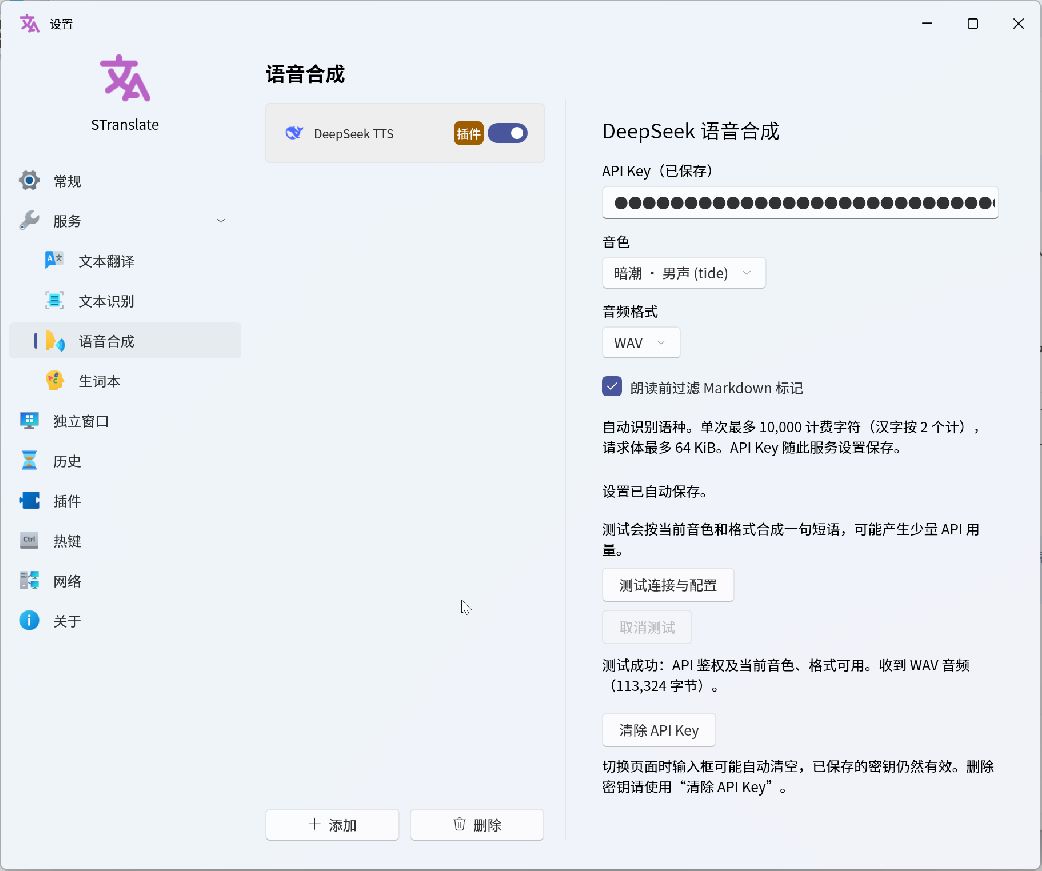 设置
STranslate
常规
服务
文本翻译
文本识别
语音合成
生词本
独立窗口
历史
插件
Ctrl
热键
网络
关于
语音合成
DeepSeek TTS
插件
添加
删除
DeepSeek 语音合成
API Key（已保存）
音色
暗潮 · 男声 (tide)
音频格式
WAV
朗读前过滤 Markdown 标记
自动识别语种。单次最多 10,000 计费字符（汉字按 2 个计），
请求体最多 64 KiB。API Key 随此服务设置保存。
设置已自动保存。
测试会按当前音色和格式合成一句短语，可能产生少量 API 用
量。
测试连接与配置
取消测试
测试成功：API 鉴权及当前音色、格式可用。收到 WAV 音频
（113,324 字节）。
清除 API Key
切换页面时输入框可能自动清空，已保存的密钥仍然有效。删除
密钥请使用“清除 API Key”。